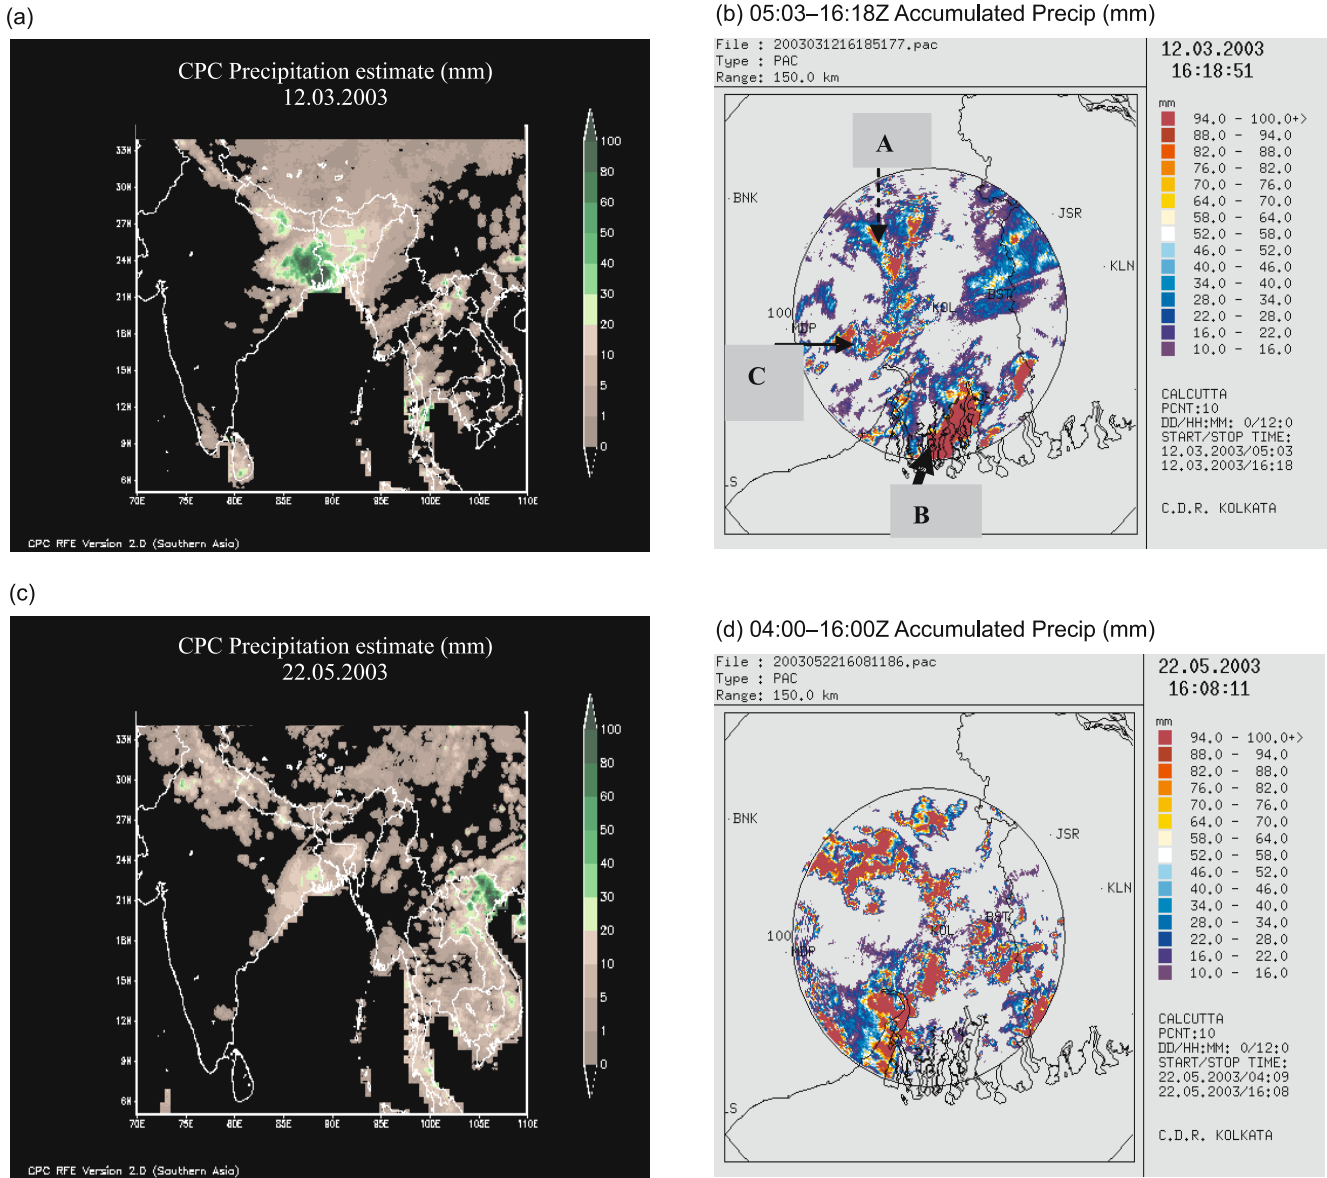 (a)
CPC Precipitation estimate (mm)
12.03.2003
100
80
60
50
40
30
20
10
5
1
0
33N
30N
27N
24N
21N
18N
15N
12N
9N
6N
70E
75E
80E
85E
90E
95E
100E
105E
110E
CPC RFE Version 2.0 (Southern Asia)
(b) 05:03–16:18Z Accumulated Precip (mm)
File : 2003031216185177.pac
Type : PAC
Range: 150.0 km
12.03.2003
16:18:51
mm
94.0 - 100.0+>
88.0 - 94.0
82.0 - 88.0
76.0 - 82.0
70.0 - 76.0
64.0 - 70.0
58.0 - 64.0
52.0 - 58.0
46.0 - 52.0
40.0 - 46.0
34.0 - 40.0
28.0 - 34.0
22.0 - 28.0
16.0 - 22.0
10.0 - 16.0
A
BNK
JSR
KLN
BST
KOL
100
MDP
C
B
LS
CALCUTTA
PCNT:10
DD/HH:MM: 0/12:0
START/STOP TIME:
12.03.2003/05:03
12.03.2003/16:18
C.D.R. KOLKATA
(c)
CPC Precipitation estimate (mm)
22.05.2003
100
80
60
50
40
30
20
10
5
1
0
33N
30N
27N
24N
21N
18N
15N
12N
9N
6N
70E
75E
80E
85E
90E
95E
100E
105E
110E
CPC RFE Version 2.0 (Southern Asia)
(d) 04:00–16:00Z Accumulated Precip (mm)
File : 2003052216081186.pac
Type : PAC
Range: 150.0 km
22.05.2003
16:08:11
mm
94.0 - 100.0+>
88.0 - 94.0
82.0 - 88.0
76.0 - 82.0
70.0 - 76.0
64.0 - 70.0
58.0 - 64.0
52.0 - 58.0
46.0 - 52.0
40.0 - 46.0
34.0 - 40.0
28.0 - 34.0
22.0 - 28.0
16.0 - 22.0
10.0 - 16.0
BNK
JSR
KLN
BST
KOL
100
MDP
LS
CALCUTTA
PCNT:10
DD/HH:MM: 0/12:0
START/STOP TIME:
22.05.2003/04:09
22.05.2003/16:08
C.D.R. KOLKATA